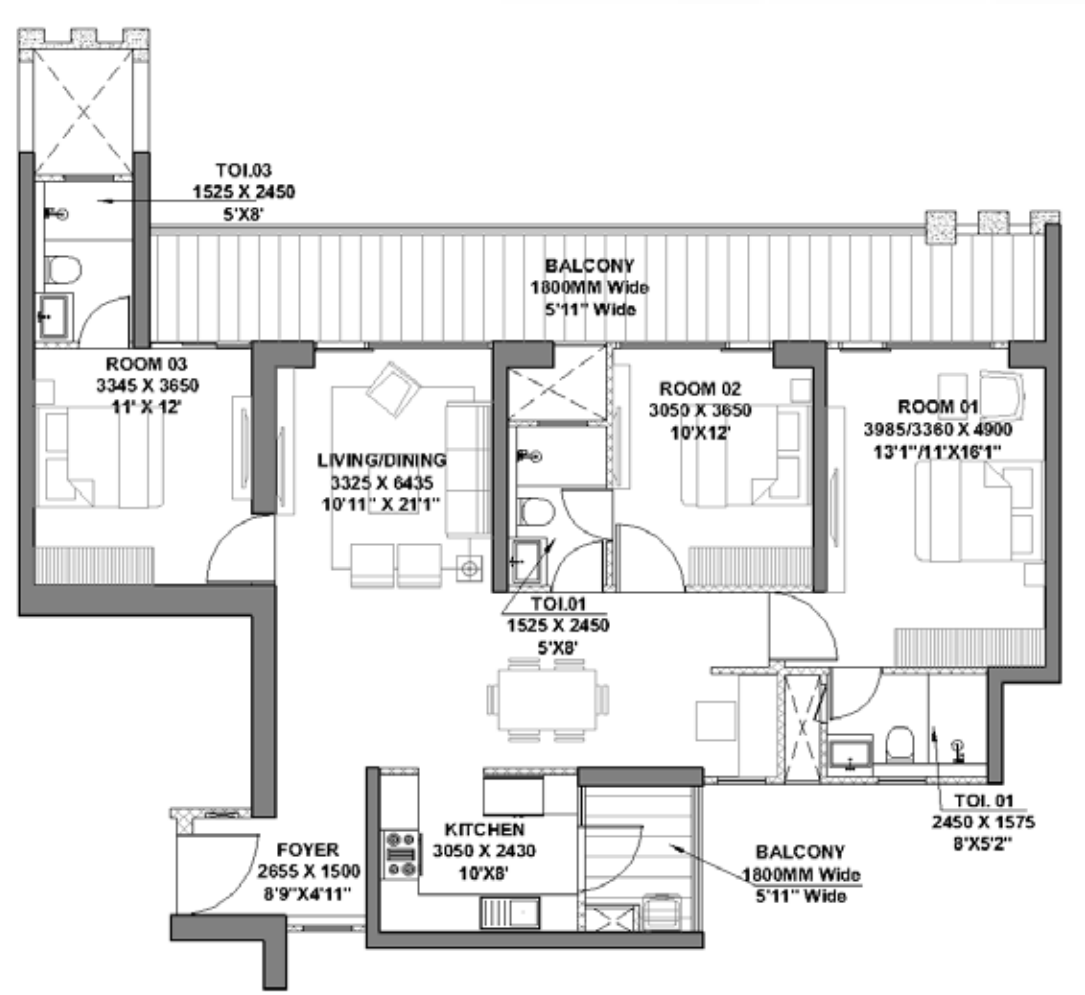 TOI.03
1525 X 2450
5'X8'
BALCONY
1800MM Wide
5'11" Wide
ROOM 03
3345 X 3650
11' X 12'
ROOM 02
3050 X 3650
10'X12'
ROOM 01
3985/3360 X 4900
13'1"/11'X16'1"
LIVING/DINING
3325 X 6435
10'11" X 21'1"
TOI.01
1525 X 2450
5'X8'
TOI. 01
2450 X 1575
8'X5'2"
KITCHEN
3050 X 2430
10'X8'
FOYER
2655 X 1500
8'9"X4'11"
BALCONY
1800MM Wide
5'11" Wide